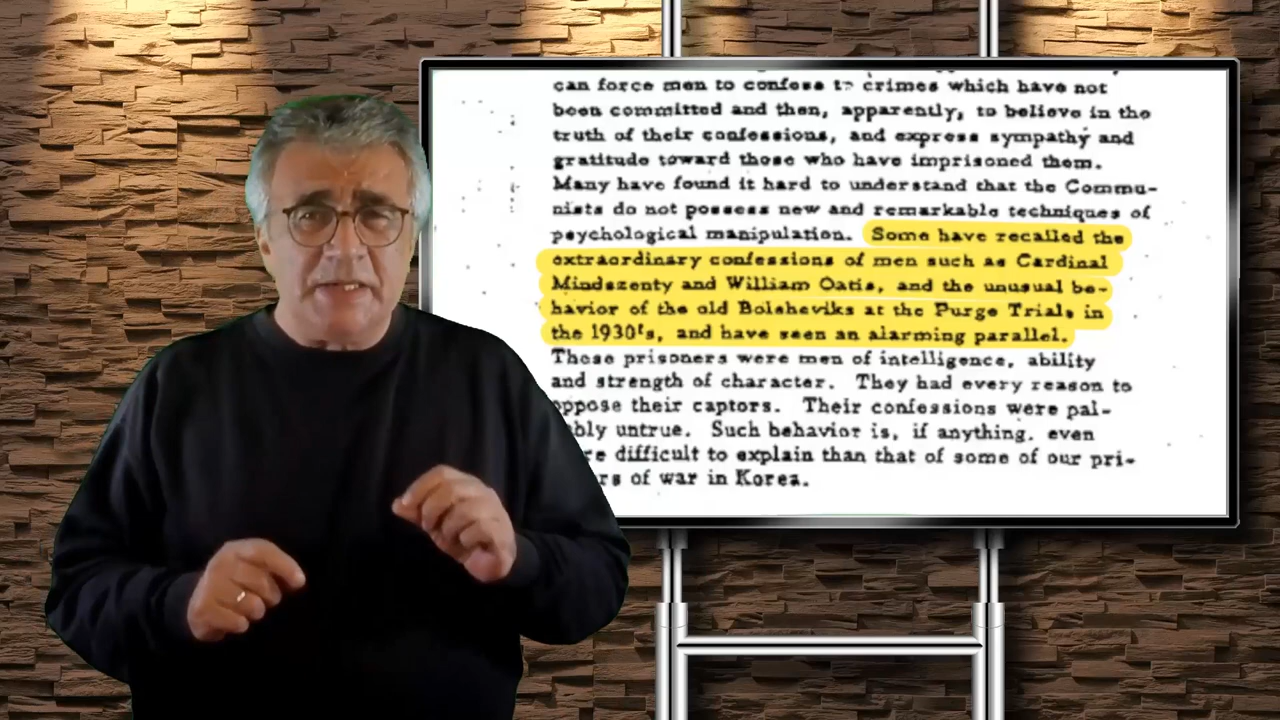 can force men to confess to crimes which have not
been committed and then, apparently, to believe in the
truth of their confessions, and express sympathy and
gratitude toward those who have imprisoned them.
Many have found it hard to understand that the Commu-
nists do not possess new and remarkable techniques of
psychological manipulation. Some have recalled the
extraordinary confessions of men such as Cardinal
Mindszenty and William Oatis, and the unusual be-
havior of the old Bolsheviks at the Purge Trials in
the 1930's, and have seen an alarming parallel.
These prisoners were men of intelligence, ability
and strength of character. They had every reason to
oppose their captors. Their confessions were pal-
ably untrue. Such behavior is, if anything, even
re difficult to explain than that of some of our pri-
rs of war in Korea.